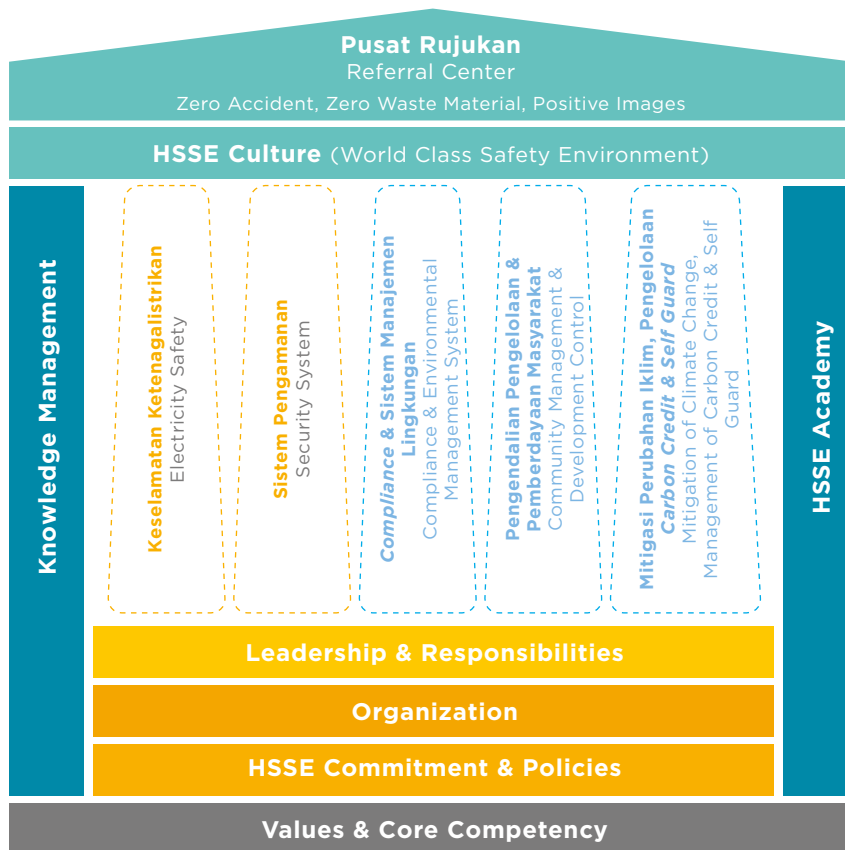 Pusat Rujukan
Referral Center
Zero Accident, Zero Waste Material, Positive Images
HSSE Culture (World Class Safety Environment)
Knowledge Management
Keselamatan Ketenagalistrikan
Electricity Safety
Sistem Pengamanan
Security System
Compliance & Sistem Manajemen
Lingkungan
Compliance & Environmental
Management System
Pengendalian Pengelolaan &
Pemberdayaan Masyarakat
Community Management &
Development Control
Mitigasi Perubahan Iklim, Pengelolaan
Carbon Credit & Self Guard
Mitigation of Climate Change,
Management of Carbon Credit & Self
Guard
HSSE Academy
Leadership & Responsibilities
Organization
HSSE Commitment & Policies
Values & Core Competency